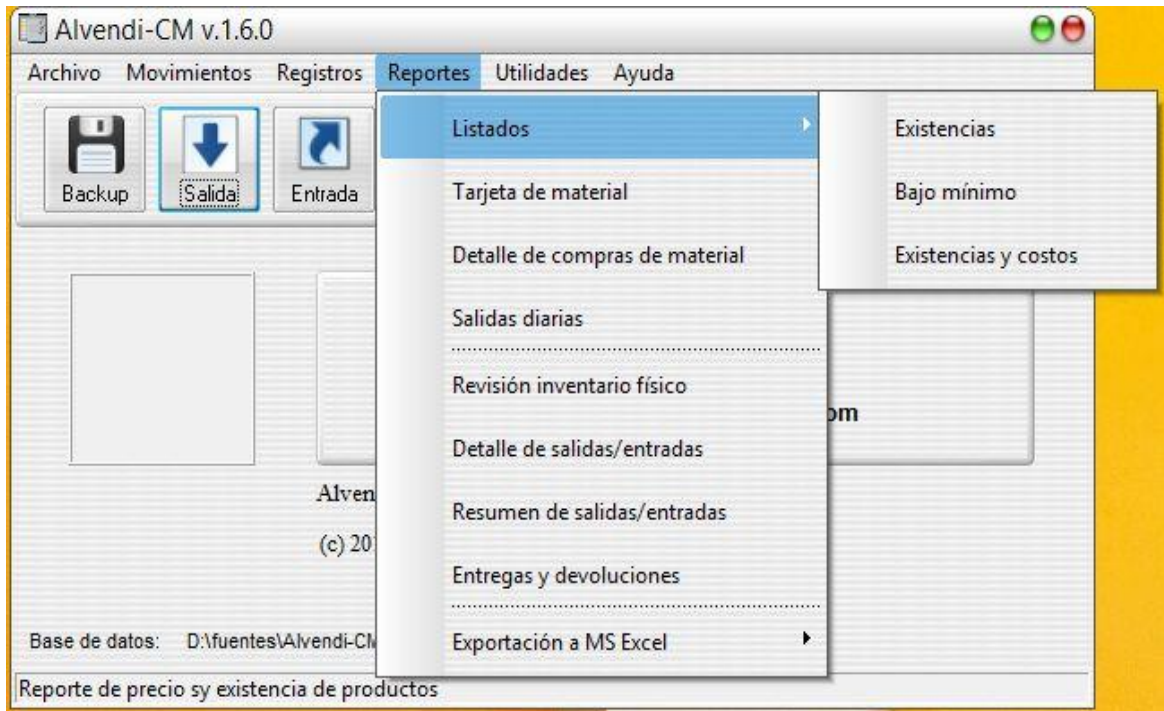 Alvendi-CM v.1.6.0
Archivo Movimientos Registros Reportes Utilidades Ayuda
Backup Salida Entrada
Listados
Tarjeta de material
Detalle de compras de material
Salidas diarias
Revisión inventario físico
Detalle de salidas/entradas
Resumen de salidas/entradas
Entregas y devoluciones
Exportación a MS Excel
Existencias
Bajo mínimo
Existencias y costos
om
Alven
(c) 20
Base de datos: D:\fuentes\Alvendi-CM
Reporte de precio sy existencia de productos